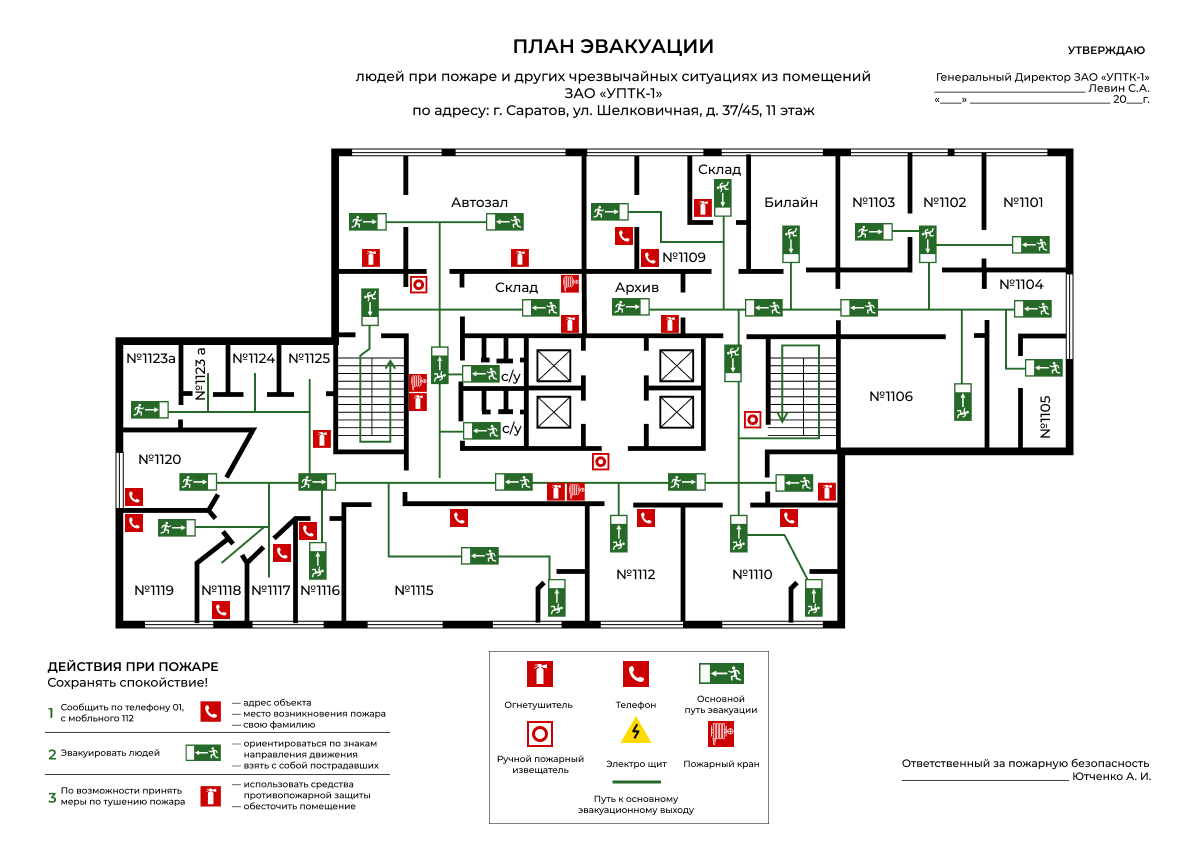 ПЛАН ЭВАКУАЦИИ
людей при пожаре и других чрезвычайных ситуациях из помещений
ЗАО «УПТК-1»
по адресу: г. Саратов, ул. Шелковичная, д. 37/45, 11 этаж
УТВЕРЖДАЮ
Генеральный Директор ЗАО «УПТК-1»
______________________________ Левин С.А.
«____» ____________________________ 20___г.
Автозал
Склад
Билайн
№1103
№1102
№1101
№1109
Склад
Архив
№1104
№1123а
№1123 а
№1124
№1125
с/у
с/у
№1106
№1105
№1120
№1119
№1118
№1117
№1116
№1115
№1112
№1110
ДЕЙСТВИЯ ПРИ ПОЖАРЕ
Сохранять спокойствие!
1 Сообщить по телефону 01,
с мобльного 112
— адрес объекта
— место возникновения пожара
— свою фамилию
2 Эвакуировать людей
— ориентироваться по знакам
направления движения
— взять с собой пострадавших
3 По возможности принять
меры по тушению пожара
— использовать средства
противопожарной защиты
— обесточить помещение
Огнетушитель
Телефон
Основной
путь эвакуации
Ручной пожарный
извещатель
Электро щит
Пожарный кран
Путь к основному
эвакуационному выходу
Ответственный за пожарную безопасность
_________________________________ Ютченко А. И.